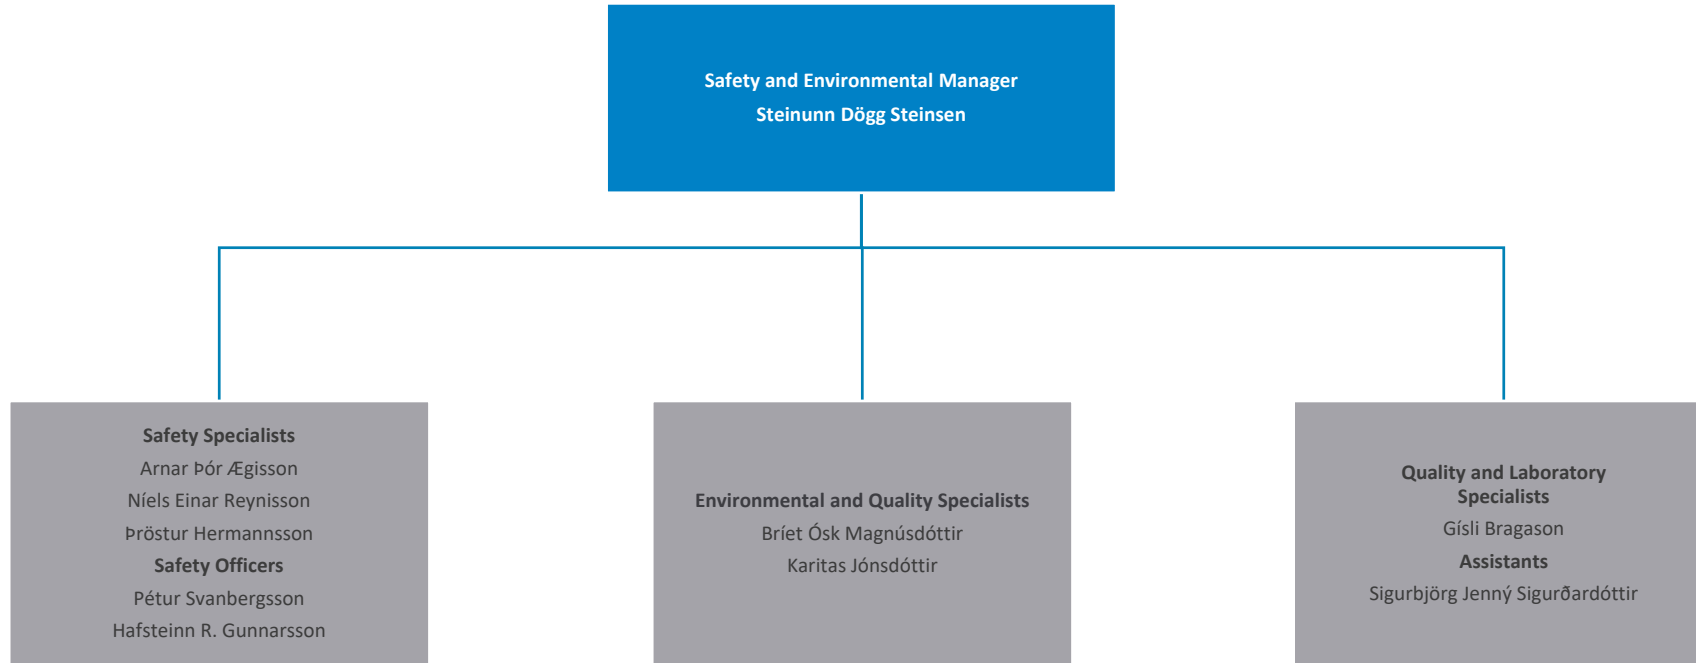 Safety and Environmental Manager
Steinunn Dögg Steinsen
Safety Specialists
Arnar Þór Ægisson
Níels Einar Reynisson
Þröstur Hermannsson
Safety Officers
Pétur Svanbergsson
Hafsteinn R. Gunnarsson
Environmental and Quality Specialists
Bríet Ósk Magnúsdóttir
Karitas Jónsdóttir
Quality and Laboratory
Specialists
Gísli Bragason
Assistants
Sigurbjörg Jenný Sigurðardóttir